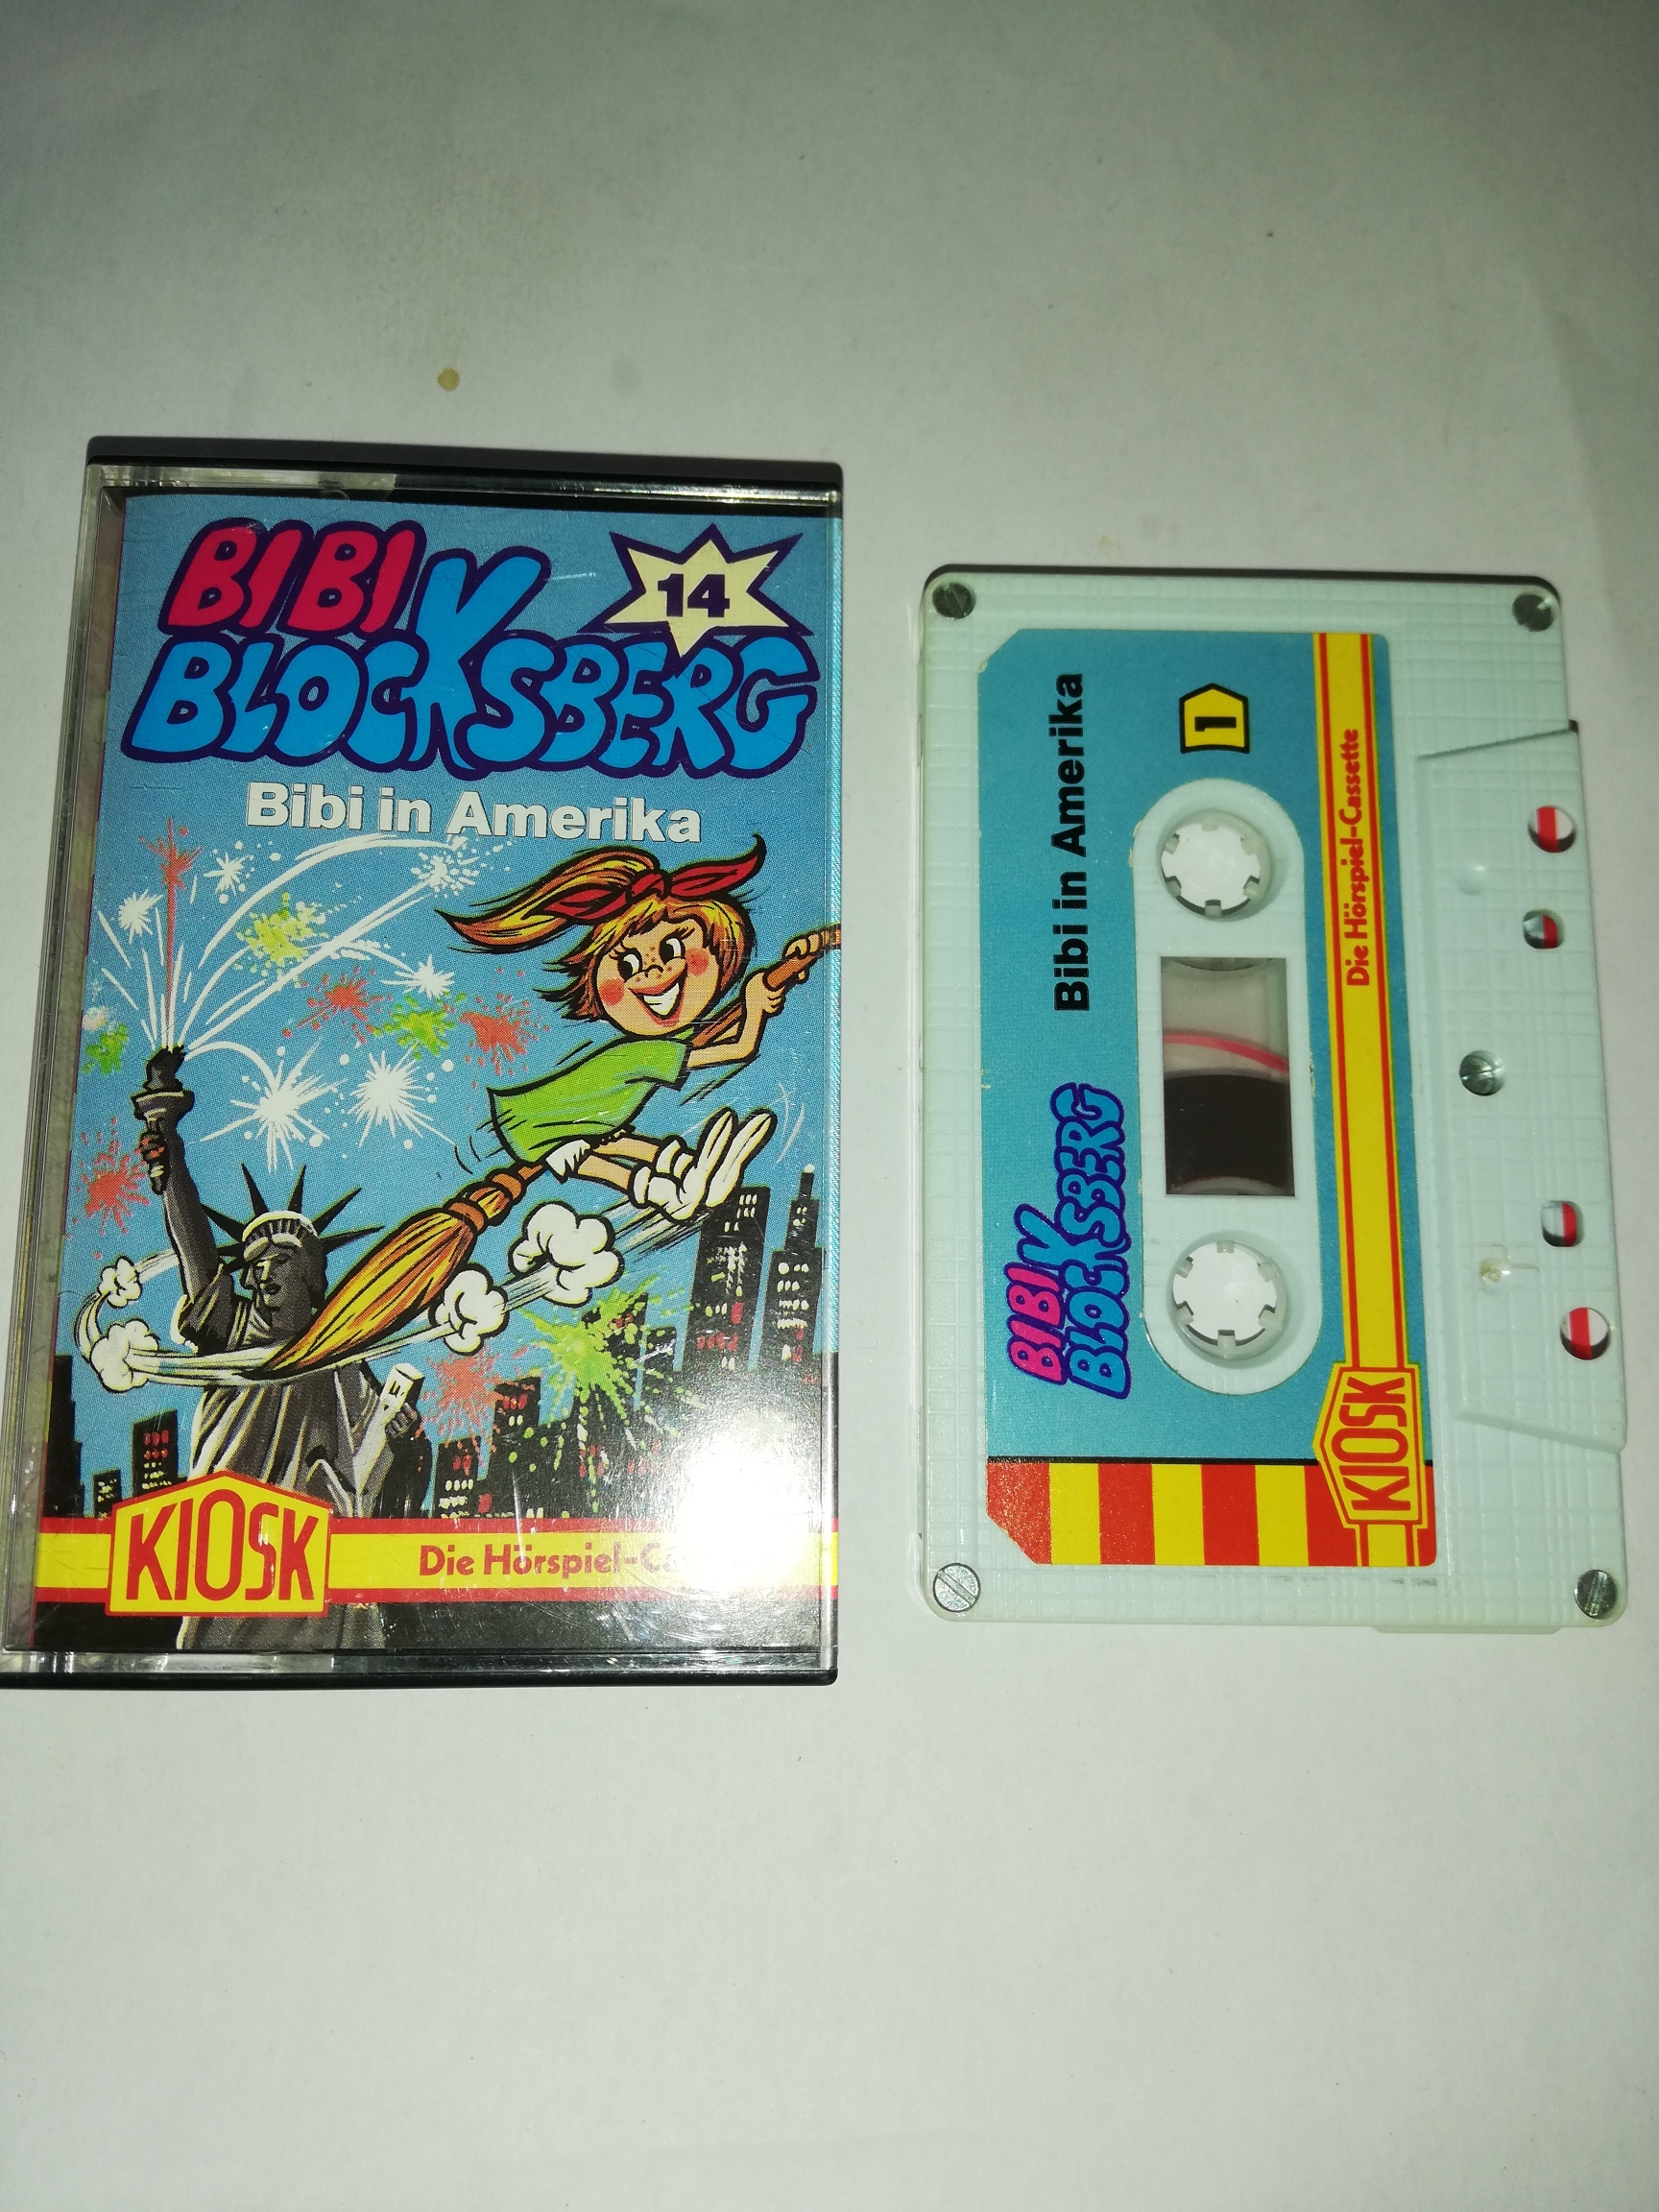 BIBI
BLOCKSBERG
14
Bibi in Amerika
KIOSK
Die Hörspiel-
BIBI
BLOCKSBERG
Bibi in Amerika
1
KIOSK
Die Hörspiel-Cassette